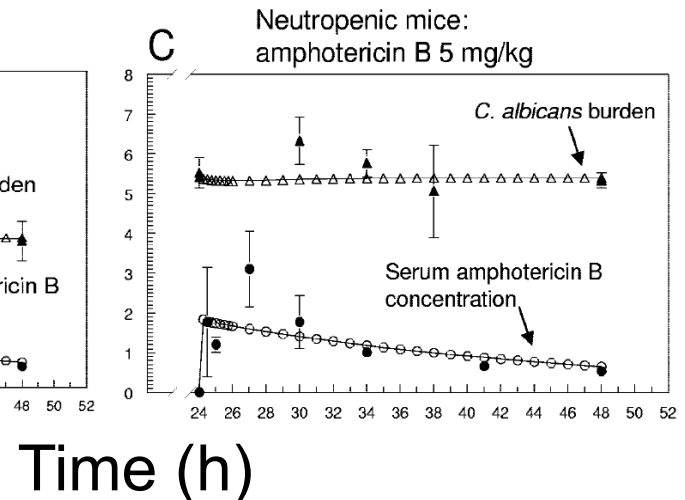 Neutropenic mice:
C amphotericin B 5 mg/kg
8
7
6
5
4
3
2
1
0
C. albicans burden
Serum amphotericin B
concentration
24 26 28 30 32 34 36 38 40 42 44 46 48 50 52
den
ricin B
48 50 52
Time (h)